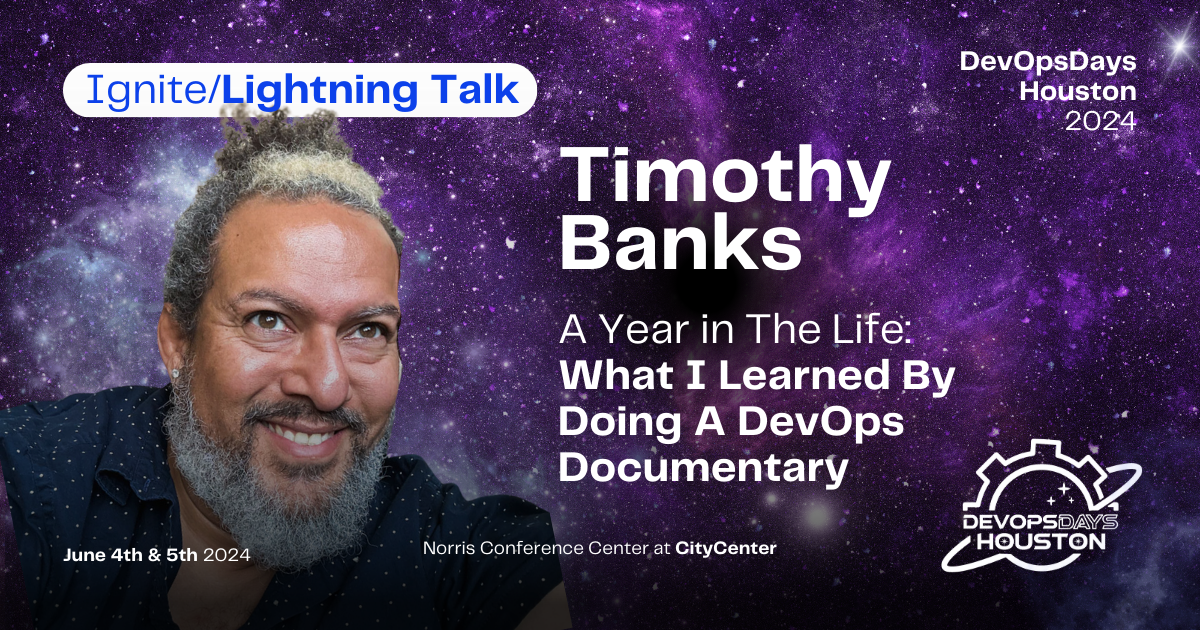 Ignite/Lightning Talk
DevOpsDays
Houston
2024
Timothy
Banks
A Year in The Life:
What I Learned By
Doing A DevOps
Documentary
June 4th & 5th 2024
Norris Conference Center at CityCenter
DEVOPSDAYS
HOUSTON